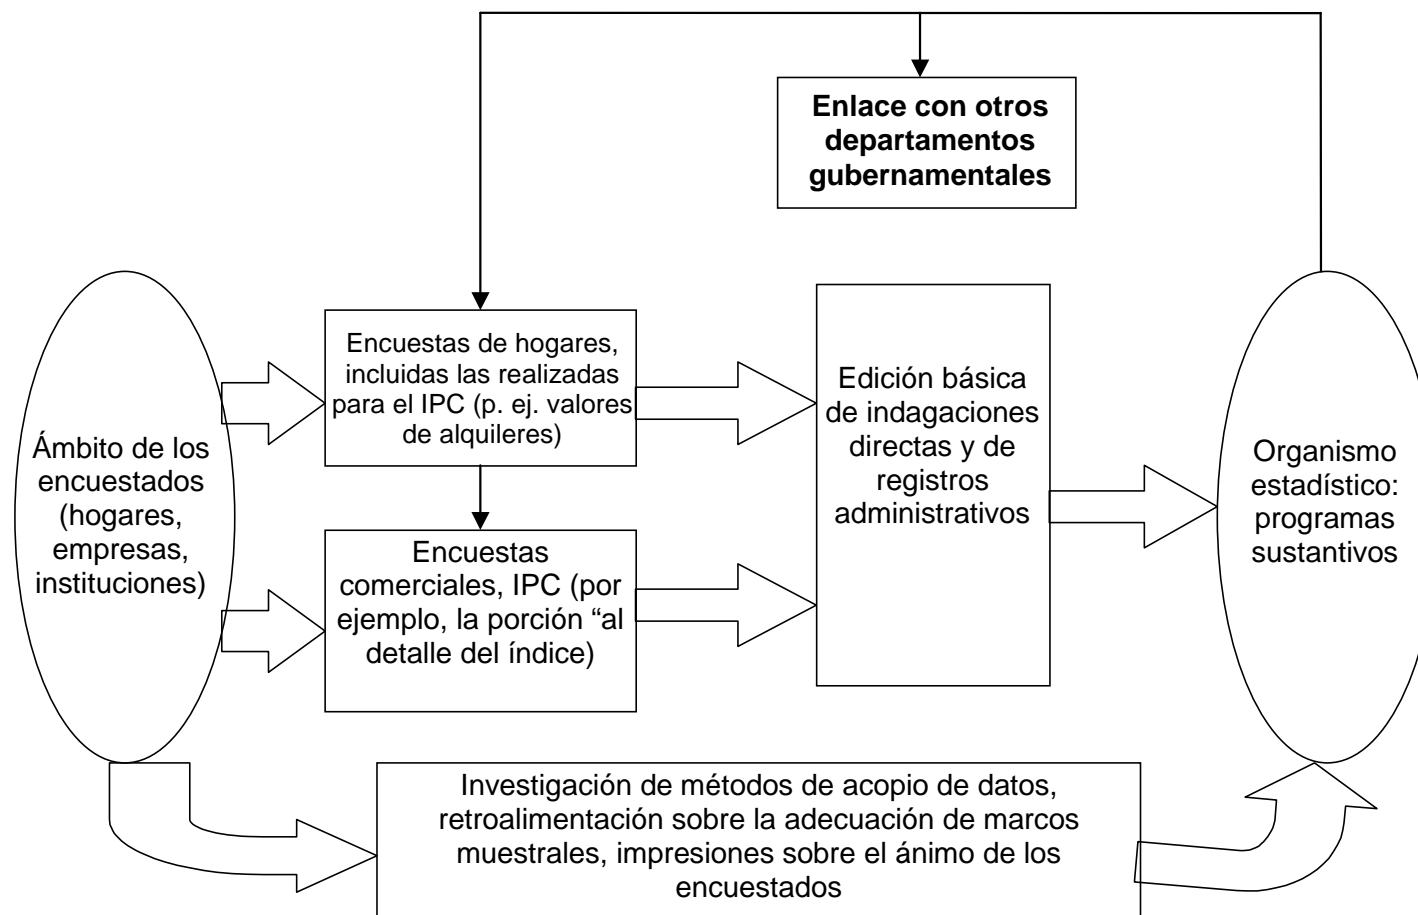 Enlace con otros
departamentos
gubernamentales
Ámbito de los
encuestados
(hogares,
empresas,
instituciones)
Encuestas de hogares,
incluidas las realizadas
para el IPC (p. ej. valores
de alquileres)
Encuestas
comerciales, IPC (por
ejemplo, la porción “al
detalle del índice)
Edición básica
de indagaciones
directas y de
registros
administrativos
Organismo
estadístico:
programas
sustantivos
Investigación de métodos de acopio de datos,
retroalimentación sobre la adecuación de marcos
muestrales, impresiones sobre el ánimo de los
encuestados